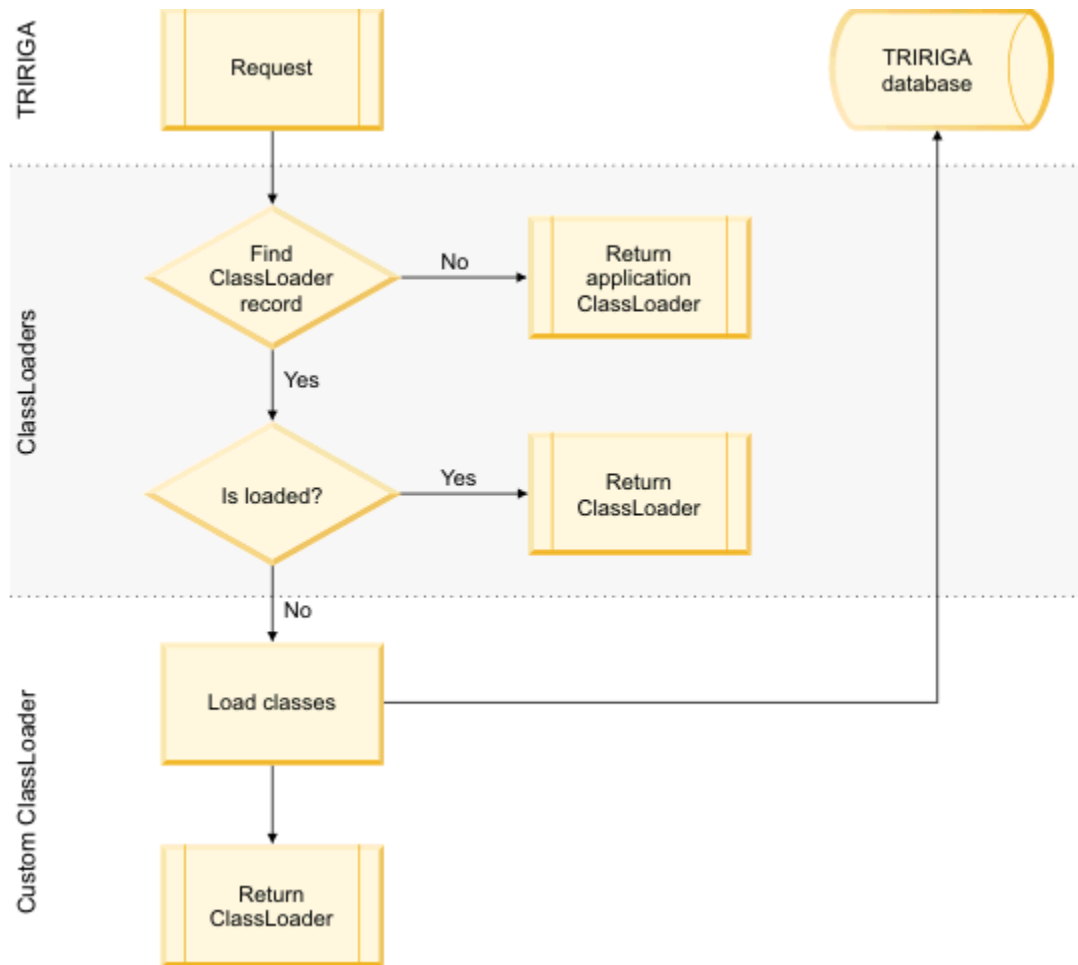 TRIRIGA
Request
TRIRIGA
database
ClassLoaders
Find
ClassLoader
record
No
Return
application
ClassLoader
Yes
Is loaded?
Yes
Return
ClassLoader
No
Custom ClassLoader
Load classes
Return
ClassLoader